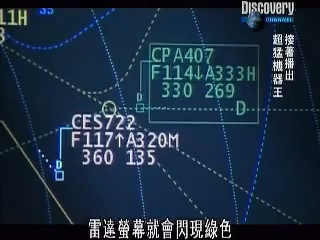 11H
3
Discovery
CHANNEL
接著播出
超猛機器王
CPA407
F114↓A333H
330 269
D
CES722
F117↑A320M
360 135
D
D
雷達螢幕就會閃現綠色